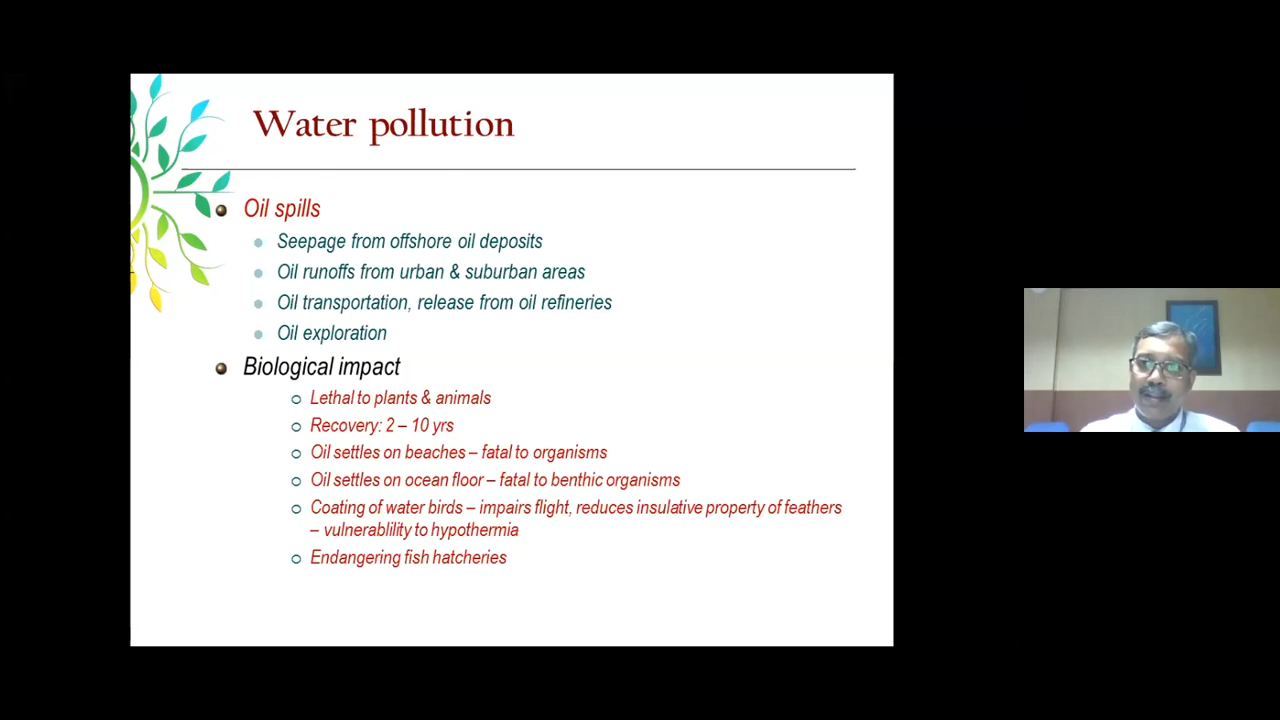 Water pollution
Oil spills
Seepage from offshore oil deposits
Oil runoffs from urban & suburban areas
Oil transportation, release from oil refineries
Oil exploration
Biological impact
Lethal to plants & animals
Recovery: 2 – 10 yrs
Oil settles on beaches – fatal to organisms
Oil settles on ocean floor – fatal to benthic organisms
Coating of water birds – impairs flight, reduces insulative property of feathers
– vulnerablility to hypothermia
Endangering fish hatcheries